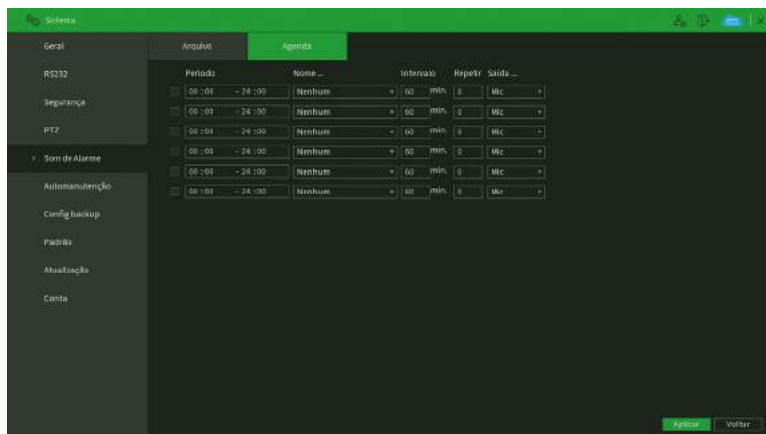 Sistema
Geral
RS232
Segurança
PTZ
Som de Alarme
Automanutenção
Config backup
Padrão
Atualização
Conta
Arquivo Agenda
Período Nome ... Intervalo Repetir Saída ...
00 :00 - 24 :00 Nenhum 60 min. 0 Mic
00 :00 - 24 :00 Nenhum 60 min. 0 Mic
00 :00 - 24 :00 Nenhum 60 min. 0 Mic
00 :00 - 24 :00 Nenhum 60 min. 0 Mic
00 :00 - 24 :00 Nenhum 60 min. 0 Mic
00 :00 - 24 :00 Nenhum 60 min. 0 Mic
Aplicar Voltar